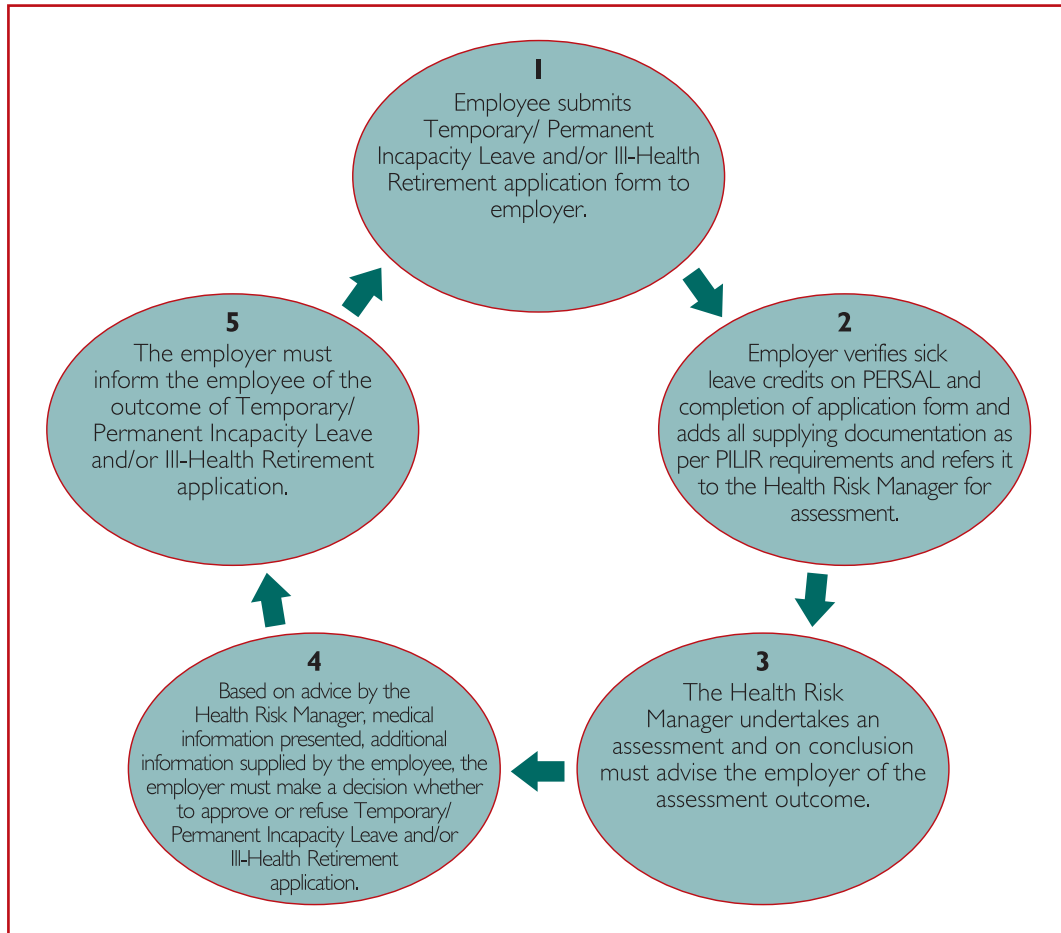 1
Employee submits
Temporary/ Permanent
Incapacity Leave and/or Ill-Health
Retirement application form to
employer.
2
Employer verifies sick
leave credits on PERSAL and
completion of application form and
adds all supplying documentation as
per PILIR requirements and refers it
to the Health Risk Manager for
assessment.
3
The Health Risk
Manager undertakes an
assessment and on conclusion
must advise the employer of the
assessment outcome.
4
Based on advice by the
Health Risk Manager, medical
information presented, additional
information supplied by the employee, the
employer must make a decision whether
to approve or refuse Temporary/
Permanent Incapacity Leave and/or
Ill-Health Retirement
application.
5
The employer must
inform the employee of the
outcome of Temporary/
Permanent Incapacity Leave
and/or Ill-Health Retirement
application.